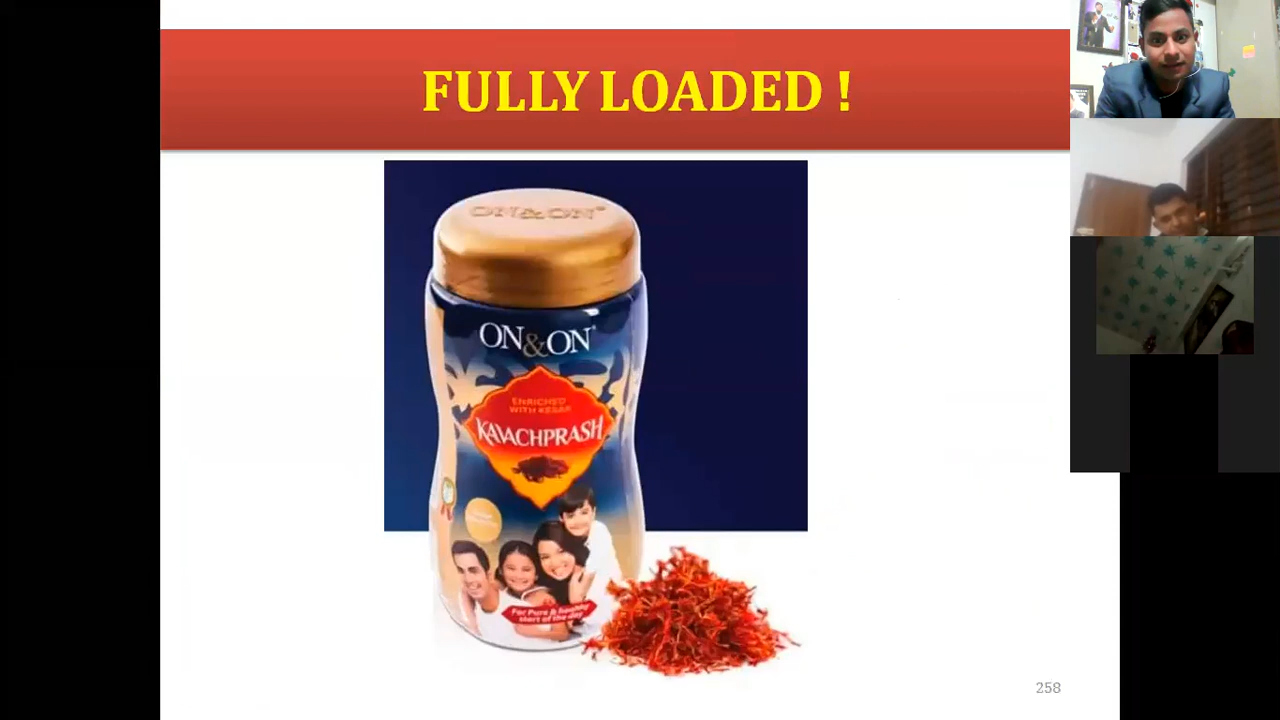 FULLY LOADED !
ON&ON
ON&ON
ENRICHED
WITH KESAR
KAVACHPRASH
For Pure & healthy
start of the day
258